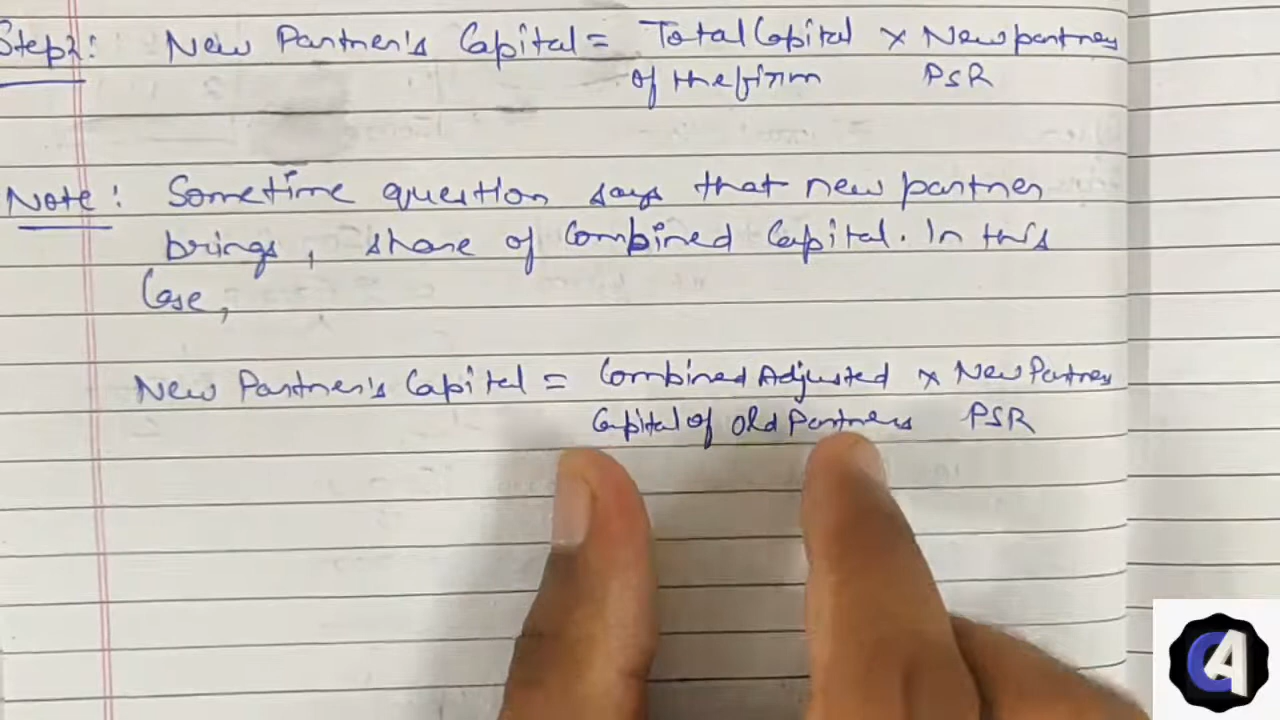 Step2: New Partner's Capital = Total Capital × New partner
of the firm PSR
Note: Sometime question says that new partner
brings, share of Combined Capital. In this
Case,
New Partner's Capital = Combined Adjusted × New Partner
Capital of Old Partners PSR
CA